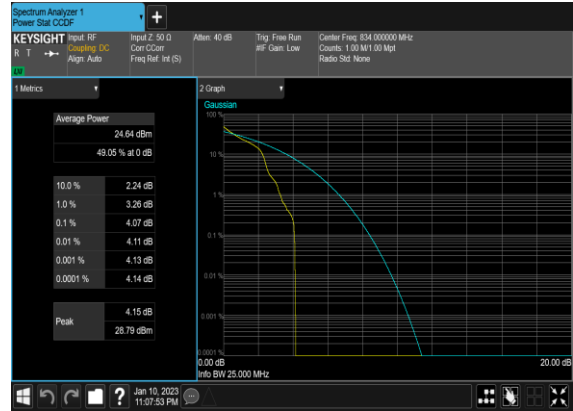 Spectrum Analyzer 1
Power Stat CCDF
KEYSIGHT
R T
LXI
Input: RF
Coupling: DC
Align: Auto
Input Z: 50 Ω
Corr CCorr
Freq Ref: Int (S)
Atten: 40 dB
Trig: Free Run
#IF Gain: Low
Center Freq: 834.000000 MHz
Counts: 1.00 M/1.00 Mpt
Radio Std: None
1 Metrics
Average Power
24.64 dBm
49.05 % at 0 dB
10.0 % 2.24 dB
1.0 % 3.26 dB
0.1 % 4.07 dB
0.01 % 4.11 dB
0.001 % 4.13 dB
0.0001 % 4.14 dB
Peak
4.15 dB
28.79 dBm
2 Graph
Gaussian
100 %
10 %
1 %
0.1 %
0.01 %
0.001 %
0.0001 %
0.00 dB 20.00 dB
Info BW 25.000 MHz
?
Jan 10, 2023
11:07:53 PM